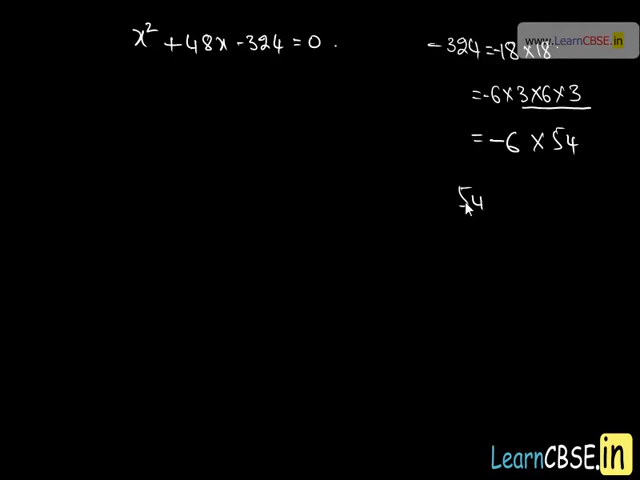 x² + 48x - 324 = 0 .
- 324 = -18 × 18
www.LearnCBSE.in
= -6 × 3 × 6 × 3
= -6 × 54
54
LearnCBSE.in